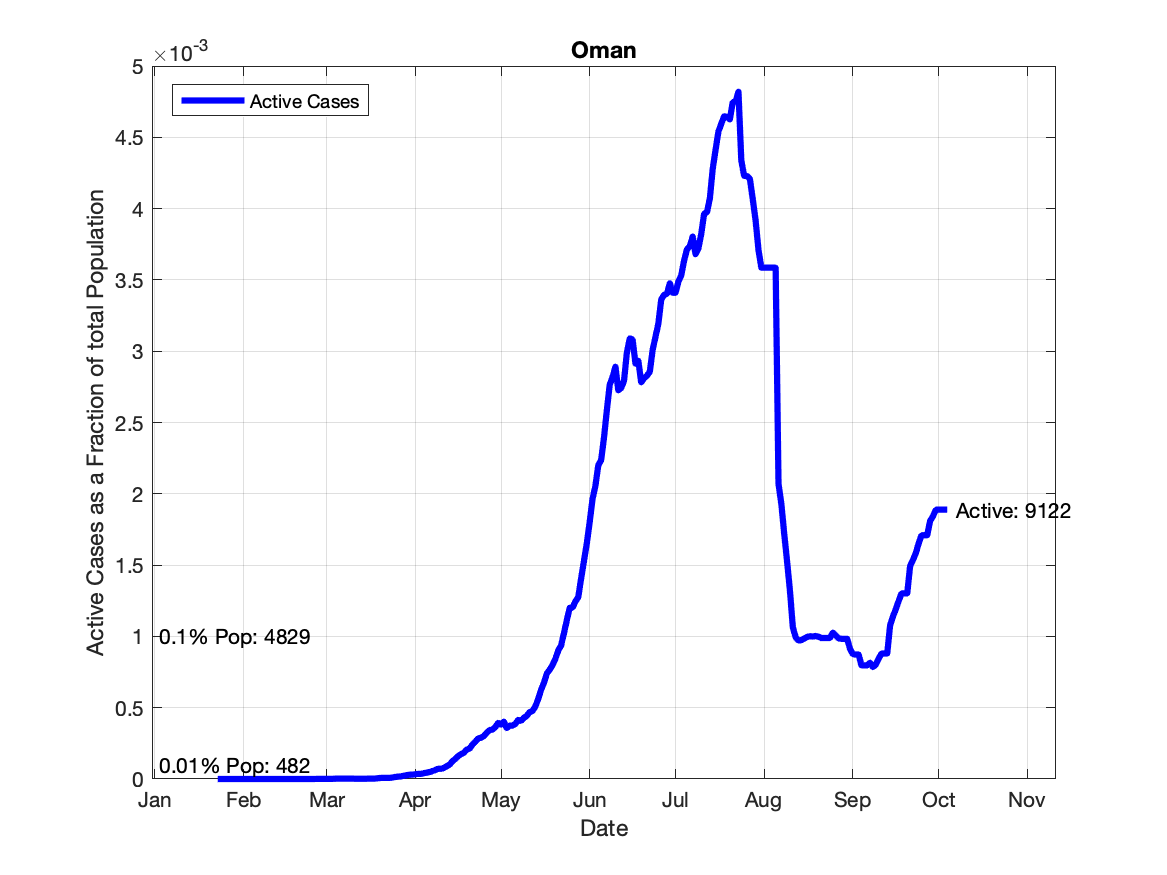 Oman
×10-3
5
4.5
4
3.5
3
2.5
2
1.5
1
0.5
0
Active Cases as a Fraction of total Population
Active Cases
Active: 9122
0.1% Pop: 4829
0.01% Pop: 482
Jan Feb Mar Apr May Jun Jul Aug Sep Oct Nov
Date